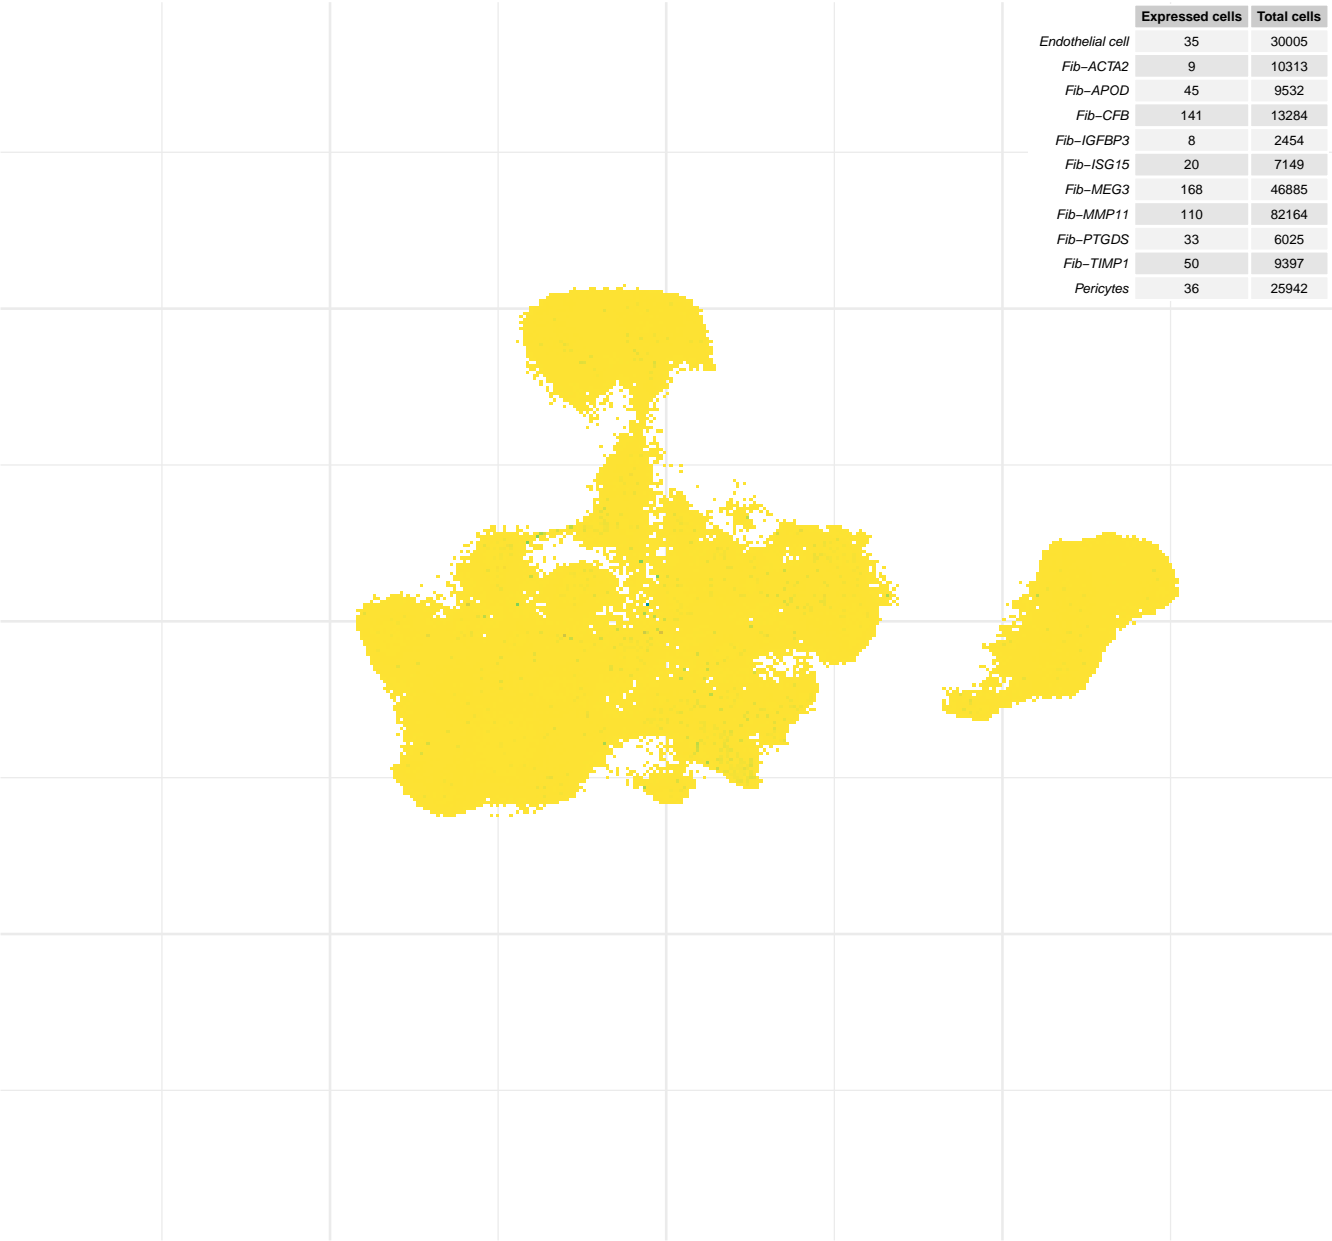 Expressed cells Total cells
Endothelial cell 35 30005
Fib−ACTA2 9 10313
Fib−APOD 45 9532
Fib−CFB 141 13284
Fib−IGFBP3 8 2454
Fib−ISG15 20 7149
Fib−MEG3 168 46885
Fib−MMP11 110 82164
Fib−PTGDS 33 6025
Fib−TIMP1 50 9397
Pericytes 36 25942